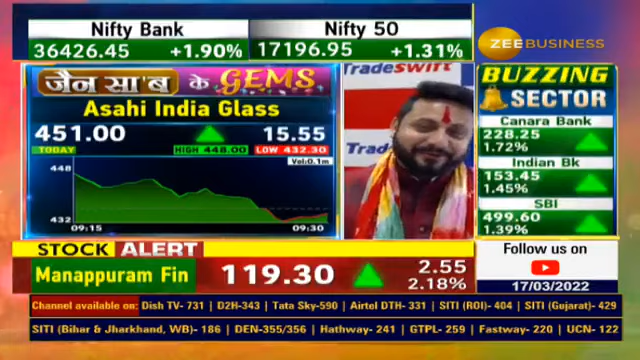 Nifty Bank
36426.45 +1.90%
Nifty 50
17196.95 +1.31%
ZEE BUSINESS
जैन सा'ब के GEMS
Asahi India Glass
451.00 15.55
TODAY HIGH 448.00 LOW 432.30
Vol:0.1m
448
432
09:15 09:30
TradeSwift
Trade
BUZZING
SECTOR
Canara Bank
228.25
1.72%
Indian Bk
153.45
1.45%
SBI
499.60
1.39%
STOCK ALERT
Manappuram Fin 119.30 2.55
2.18%
Follow us on
17/03/2022
Channel available on: Dish TV- 731 | D2H-343 | Tata Sky-590 | Airtel DTH- 331 | SITI (ROI)- 404 | SITI (Gujarat)- 429
SITI (Bihar & Jharkhand, WB)- 186 | DEN-355/356 | Hathway- 241 | GTPL- 259 | Fastway- 220 | UCN- 122